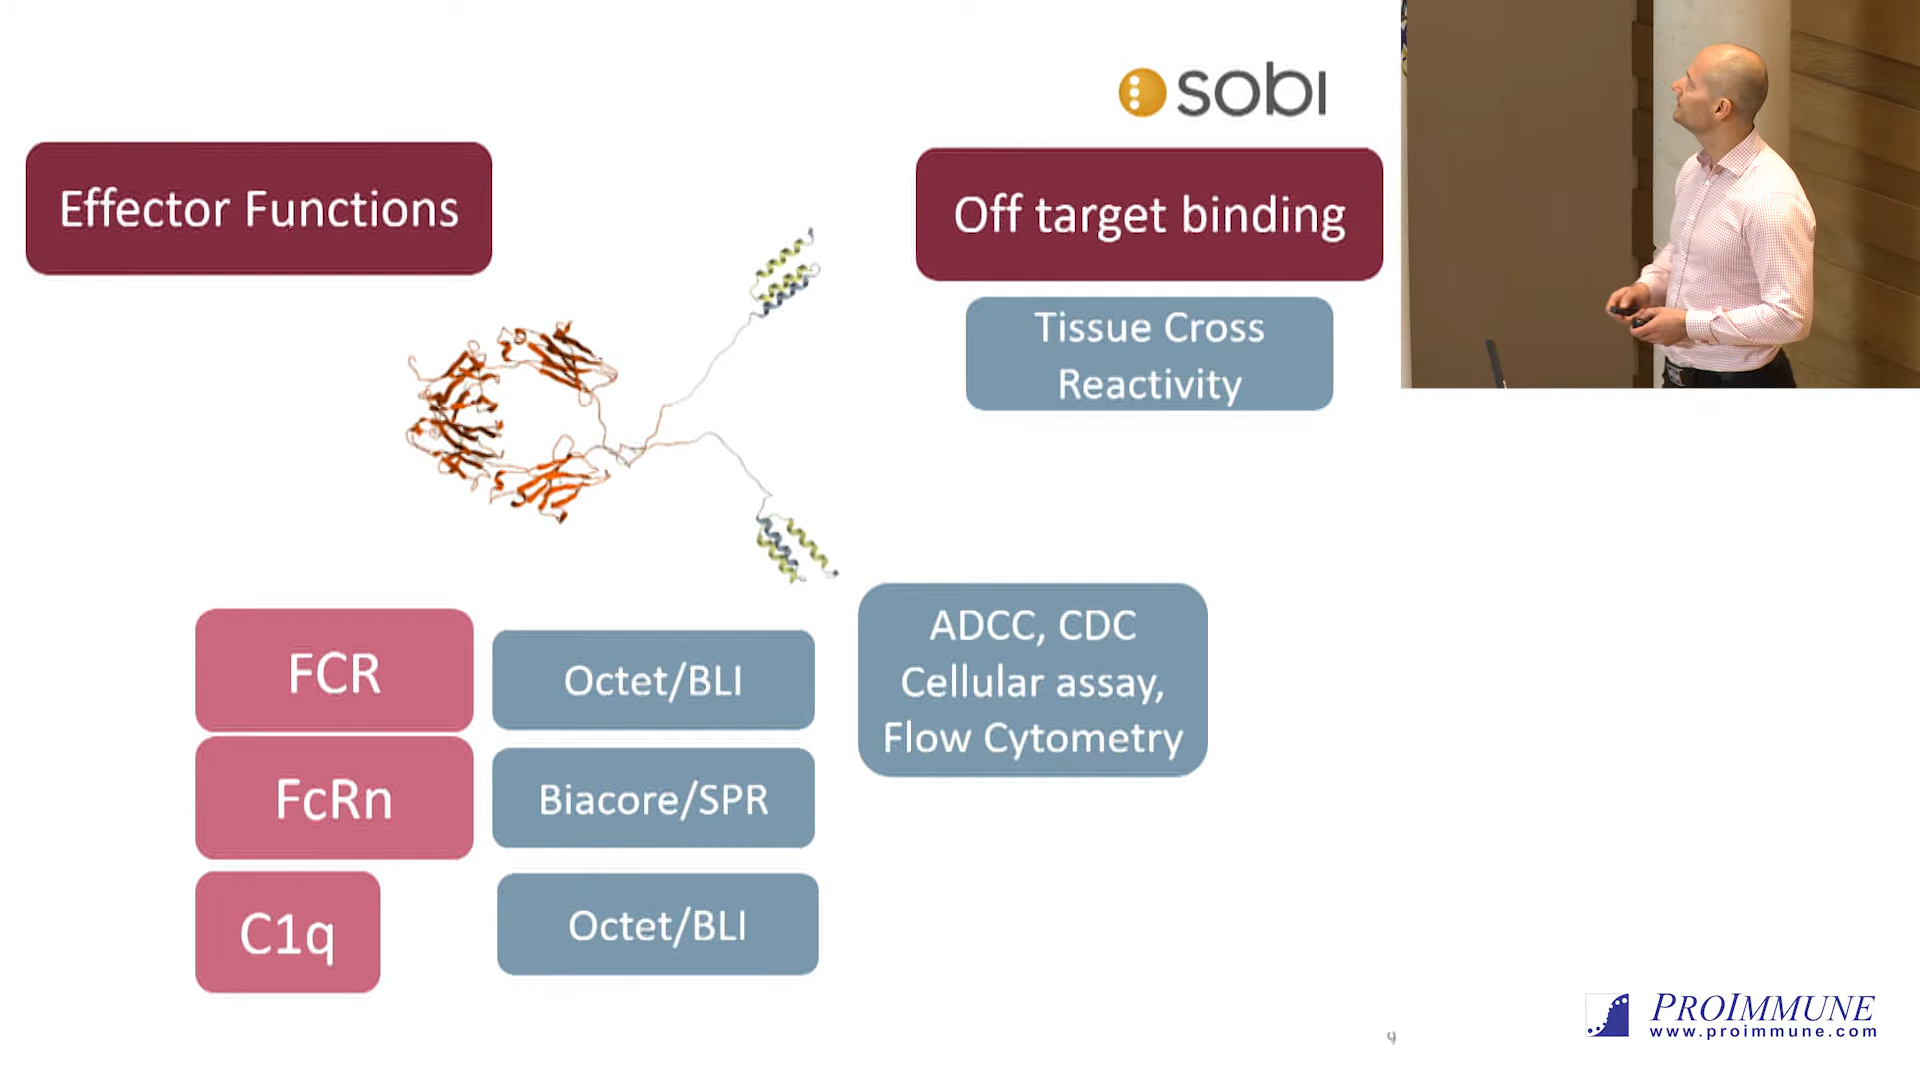 sobi
Effector Functions
Off target binding
Tissue Cross
Reactivity
FCR
Octet/BLI
ADCC, CDC
Cellular assay,
Flow Cytometry
FcRn
Biacore/SPR
C1q
Octet/BLI
9
PROIMMUNE
www.proimmune.com